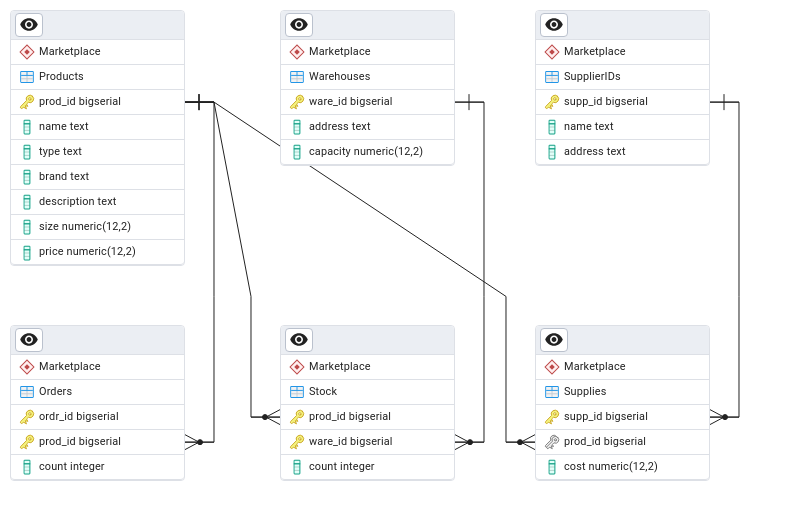 Marketplace
Products
prod_id bigserial
name text
type text
brand text
description text
size numeric(12,2)
price numeric(12,2)
Marketplace
Warehouses
ware_id bigserial
address text
capacity numeric(12,2)
Marketplace
SupplierIDs
supp_id bigserial
name text
address text
Marketplace
Orders
ordr_id bigserial
prod_id bigserial
count integer
Marketplace
Stock
prod_id bigserial
ware_id bigserial
count integer
Marketplace
Supplies
supp_id bigserial
prod_id bigserial
cost numeric(12,2)